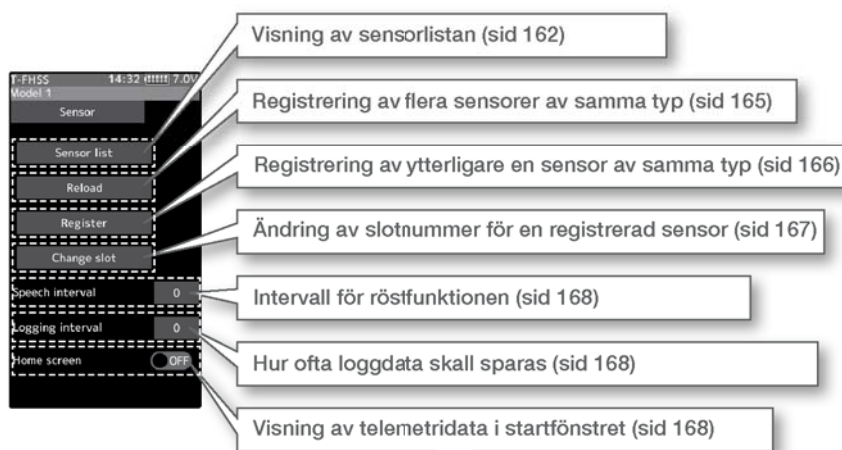 Visning av sensorlistan (sid 162)
T-FHSS 14:32 7.0V
Model 1
Sensor
Registrering av flera sensorer av samma typ (sid 165)
Sensor list
Registrering av ytterligare en sensor av samma typ (sid 166)
Reload
Register
Ändring av slotnummer för en registrerad sensor (sid 167)
Change slot
Speech interval 0
Intervall för röstfunktionen (sid 168)
Logging interval 0
Hur ofta loggdata skall sparas (sid 168)
Home screen OFF
Visning av telemetridata i startfönstret (sid 168)